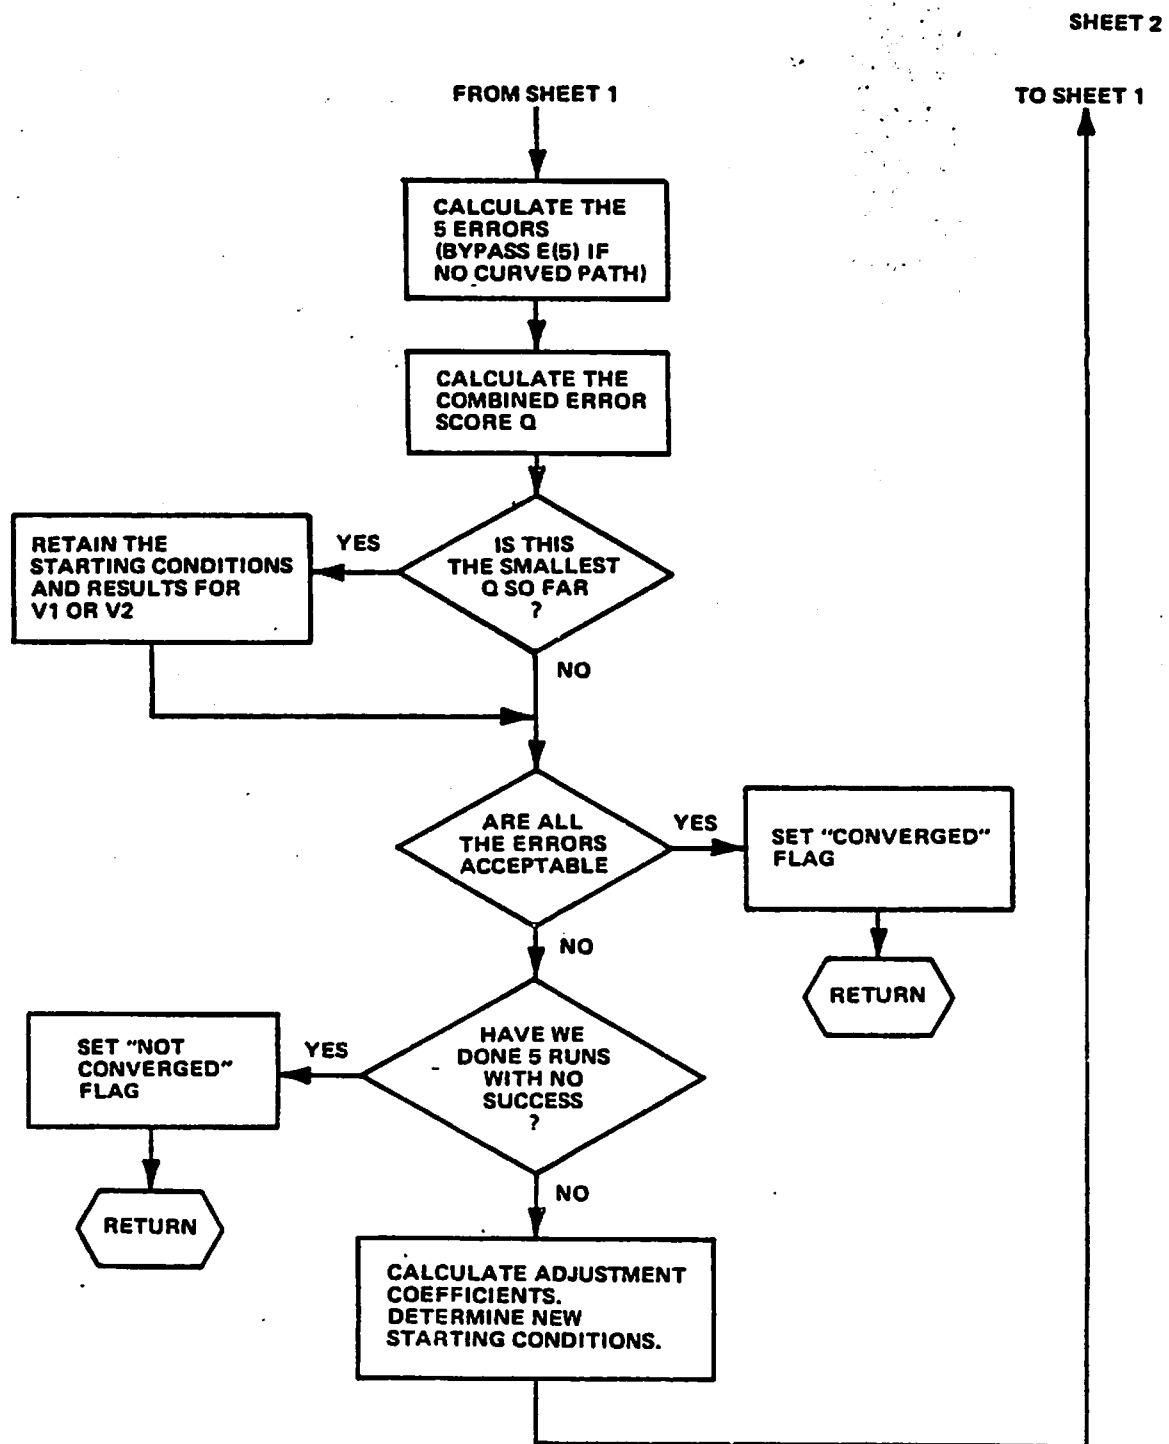 SHEET 2
FROM SHEET 1
TO SHEET 1
CALCULATE THE
5 ERRORS
(BYPASS E(5) IF
NO CURVED PATH)
CALCULATE THE
COMBINED ERROR
SCORE Q
IS THIS
THE SMALLEST
Q SO FAR
?
YES
RETAIN THE
STARTING CONDITIONS
AND RESULTS FOR
V1 OR V2
NO
ARE ALL
THE ERRORS
ACCEPTABLE
YES
SET "CONVERGED"
FLAG
RETURN
NO
HAVE WE
DONE 5 RUNS
WITH NO
SUCCESS
?
YES
SET "NOT
CONVERGED"
FLAG
RETURN
NO
CALCULATE ADJUSTMENT
COEFFICIENTS.
DETERMINE NEW
STARTING CONDITIONS.